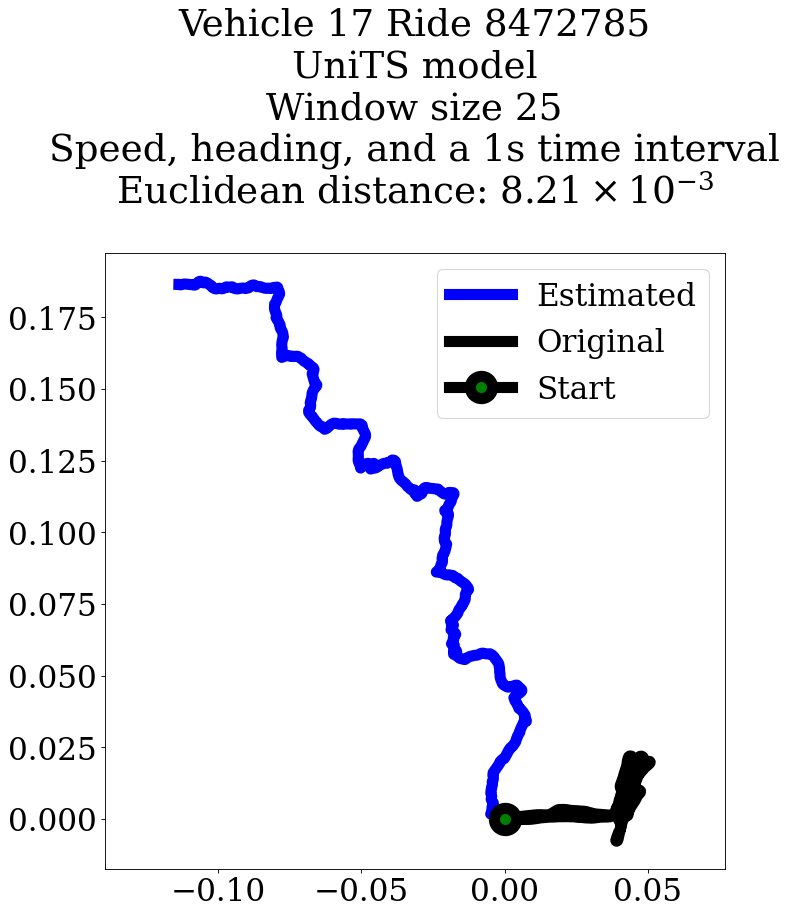 Vehicle 17 Ride 8472785
UniTS model
Window size 25
Speed, heading, and a 1s time interval
Euclidean distance: 8.21 × 10⁻³
Estimated
Original
Start
0.175
0.150
0.125
0.100
0.075
0.050
0.025
0.000
−0.10 −0.05 0.00 0.05